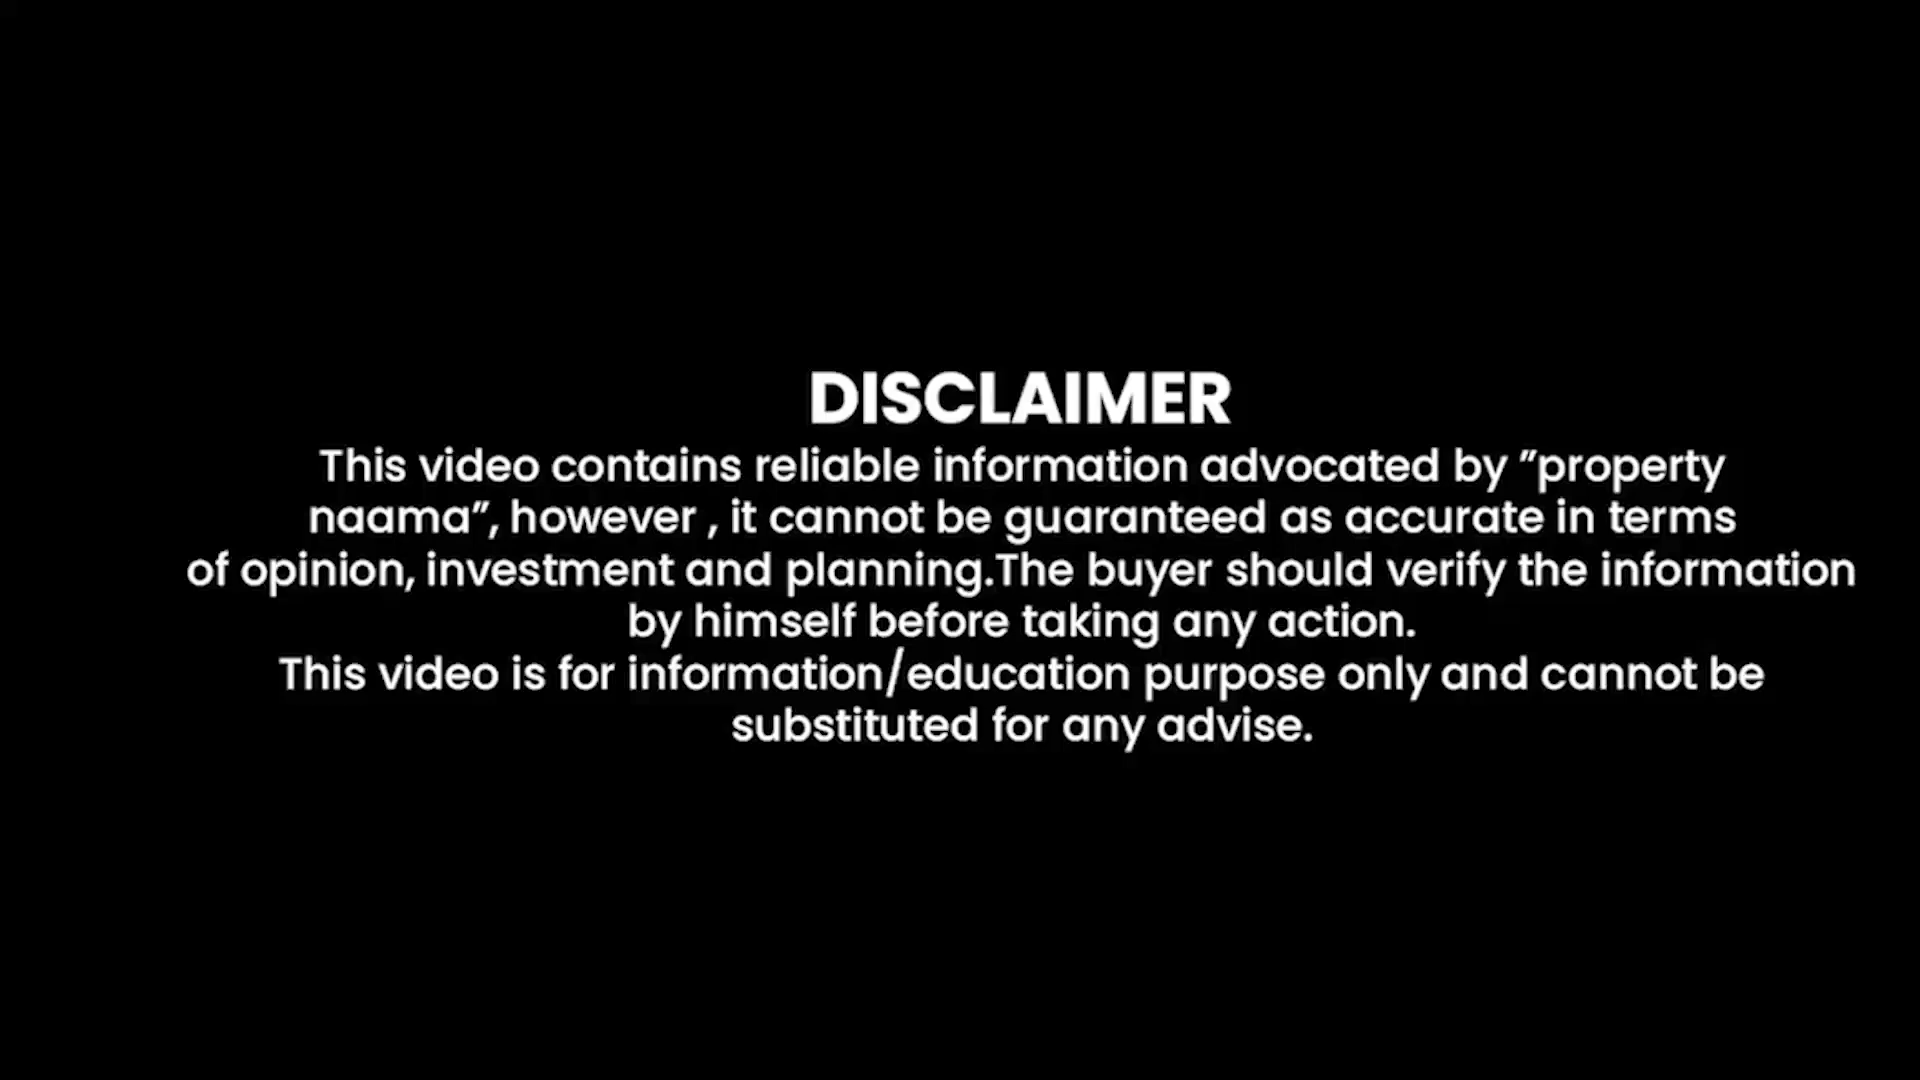 DISCLAIMER
This video contains reliable information advocated by ”property
naama”, however , it cannot be guaranteed as accurate in terms
of opinion, investment and planning.The buyer should verify the information
by himself before taking any action.
This video is for information/education purpose only and cannot be
substituted for any advise.